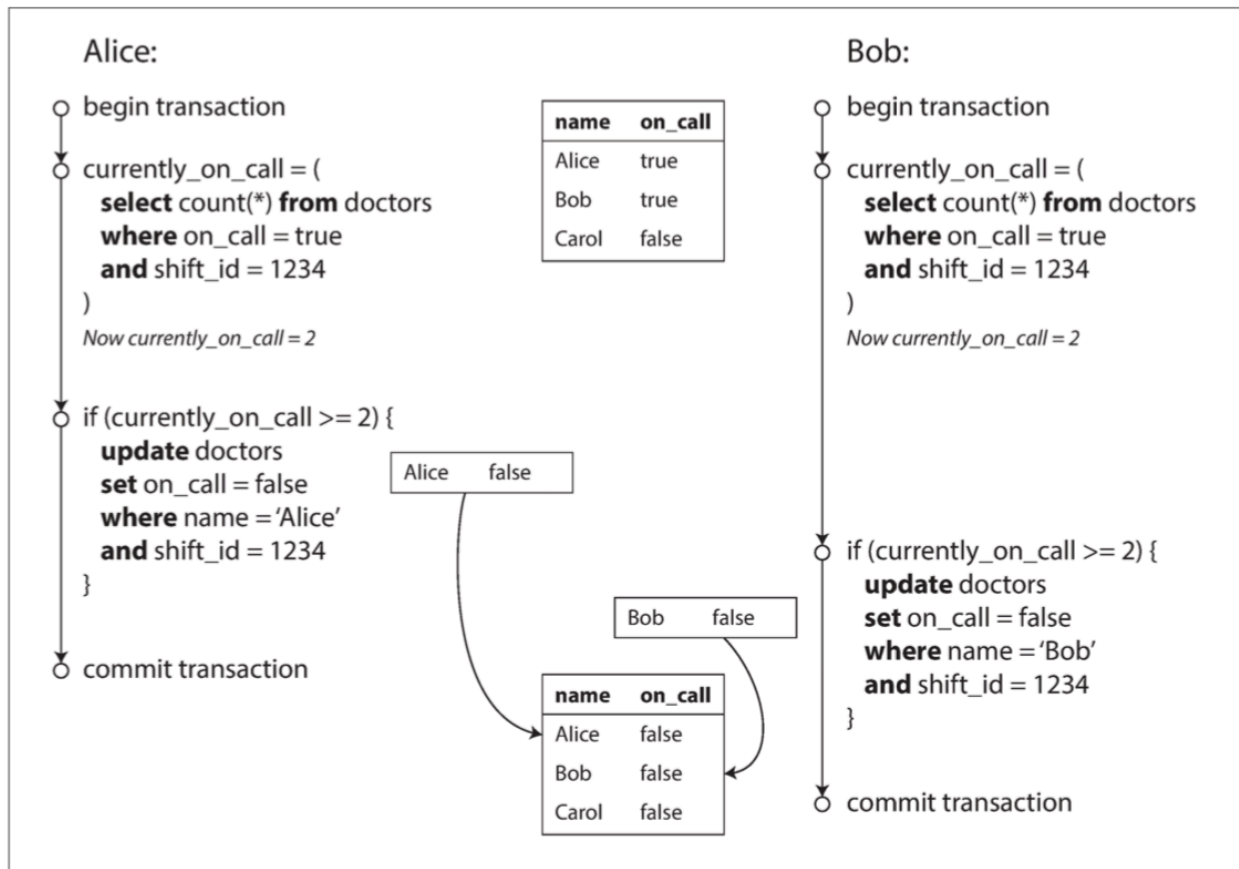 Alice:
begin transaction
currently_on_call = (
select count(*) from doctors
where on_call = true
and shift_id = 1234
)
Now currently_on_call = 2
if (currently_on_call >= 2) {
update doctors
set on_call = false
where name = ‘Alice’
and shift_id = 1234
}
commit transaction
name on_call
Alice true
Bob true
Carol false
Alice false
Bob false
name on_call
Alice false
Bob false
Carol false
Bob:
begin transaction
currently_on_call = (
select count(*) from doctors
where on_call = true
and shift_id = 1234
)
Now currently_on_call = 2
if (currently_on_call >= 2) {
update doctors
set on_call = false
where name = ‘Bob’
and shift_id = 1234
}
commit transaction